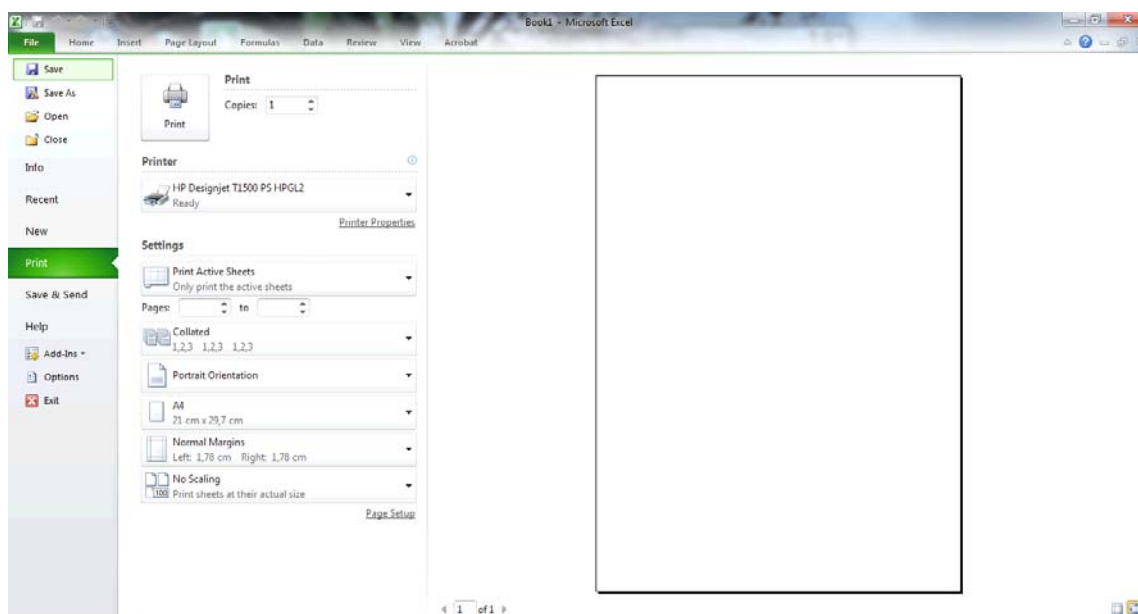 Book1 - Microsoft Excel
File Home Insert Page Layout Formulas Data Review View Acrobat
Save
Save As
Open
Close
Info
Recent
New
Print
Save & Send
Help
Add-Ins
Options
Exit
Print
Print
Copies: 1
Printer
HP Designjet T1500 PS HPGL2
Ready
Printer Properties
Settings
Print Active Sheets
Only print the active sheets
Pages: to
Collated
1,2,3 1,2,3 1,2,3
Portrait Orientation
A4
21 cm x 29,7 cm
Normal Margins
Left: 1,78 cm Right: 1,78 cm
No Scaling
100 Print sheets at their actual size
Page Setup
1 of 1